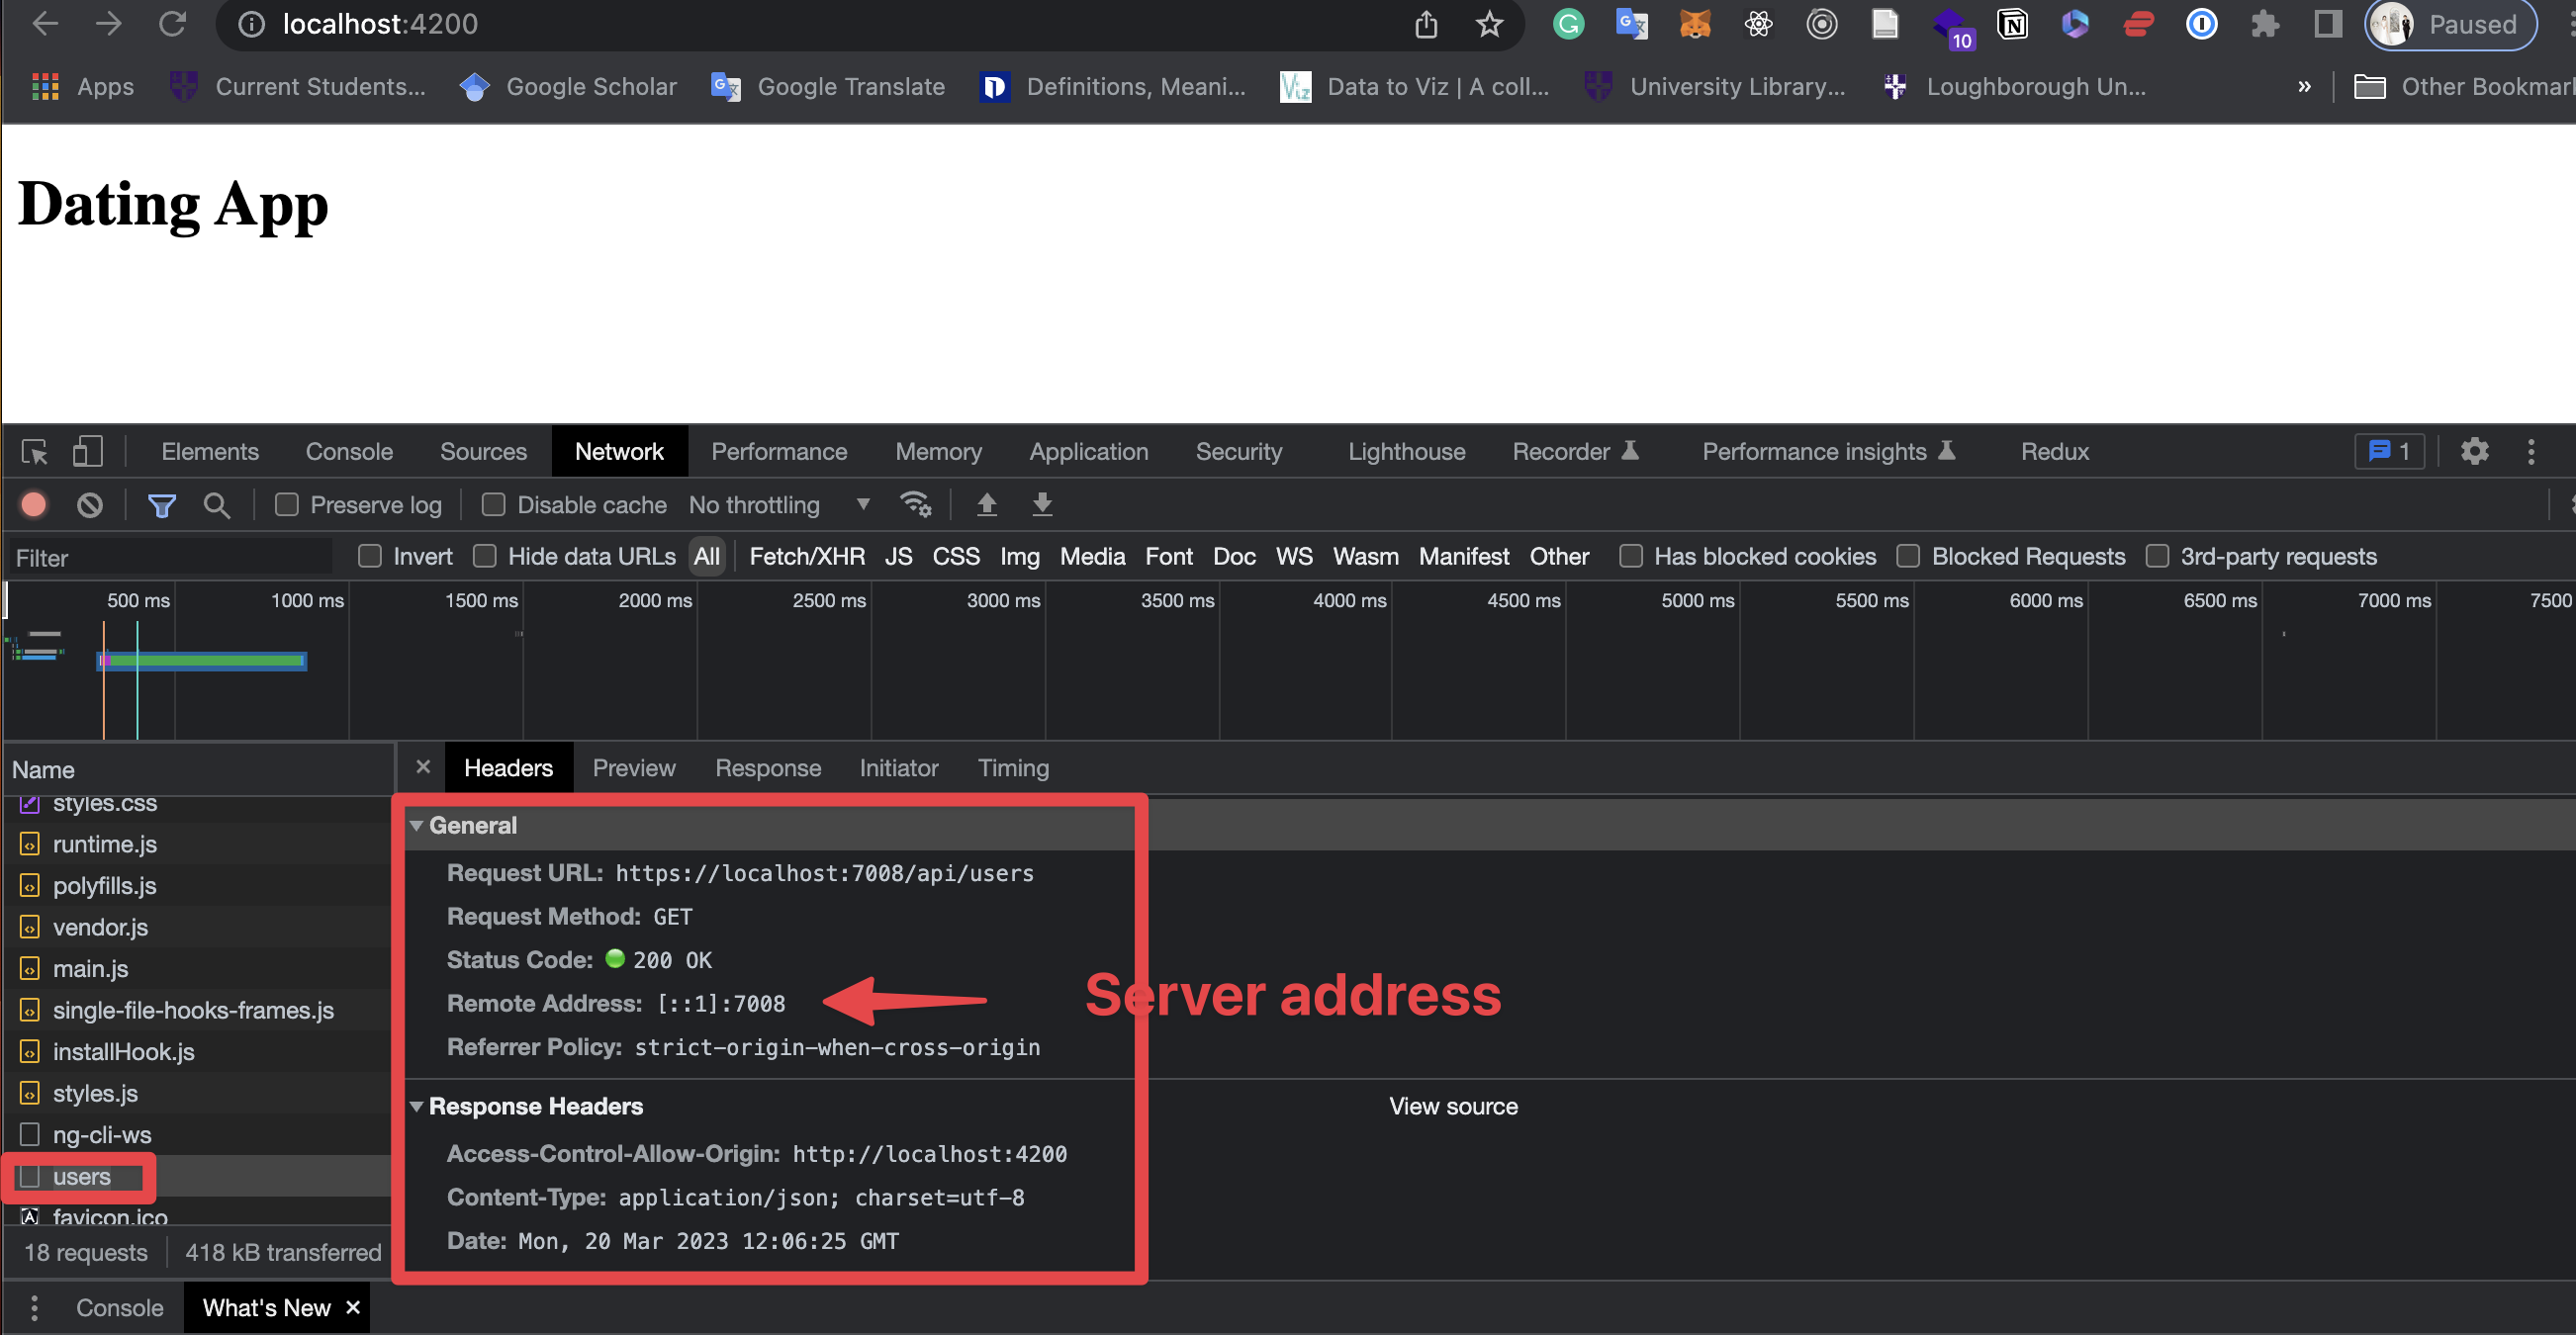 localhost:4200
10
Paused
Apps
Current Students...
Google Scholar
Google Translate
Definitions, Meani...
Data to Viz | A coll...
University Library...
Loughborough Un...
»
Other Bookmar
Dating App
Elements Console Sources Network Performance Memory Application Security Lighthouse Recorder Performance insights Redux 1
Preserve log Disable cache No throttling
Filter Invert Hide data URLs All Fetch/XHR JS CSS Img Media Font Doc WS Wasm Manifest Other Has blocked cookies Blocked Requests 3rd-party requests
500 ms 1000 ms 1500 ms 2000 ms 2500 ms 3000 ms 3500 ms 4000 ms 4500 ms 5000 ms 5500 ms 6000 ms 6500 ms 7000 ms 7500
Name
styles.css
runtime.js
polyfills.js
vendor.js
main.js
single-file-hooks-frames.js
installHook.js
styles.js
ng-cli-ws
users
favicon.ico
18 requests 418 kB transferred
× Headers Preview Response Initiator Timing
General
Request URL: https://localhost:7008/api/users
Request Method: GET
Status Code: 200 OK
Remote Address: [::1]:7008
Server address
Referrer Policy: strict-origin-when-cross-origin
Response Headers View source
Access-Control-Allow-Origin: http://localhost:4200
Content-Type: application/json; charset=utf-8
Date: Mon, 20 Mar 2023 12:06:25 GMT
Console What's New ×